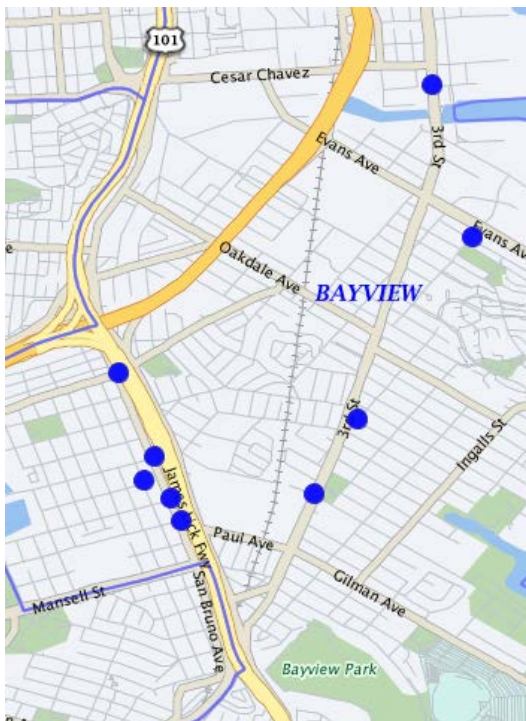 101
Cesar Chavez
3rd St
Evans Ave
Evans Av
e
Oakdale Ave
BAYVIEW
3rd St
Ingalls St
James Lick Fwy
Paul Ave
Gilman Ave
San Bruno Ave
Mansell St
Bayview Park